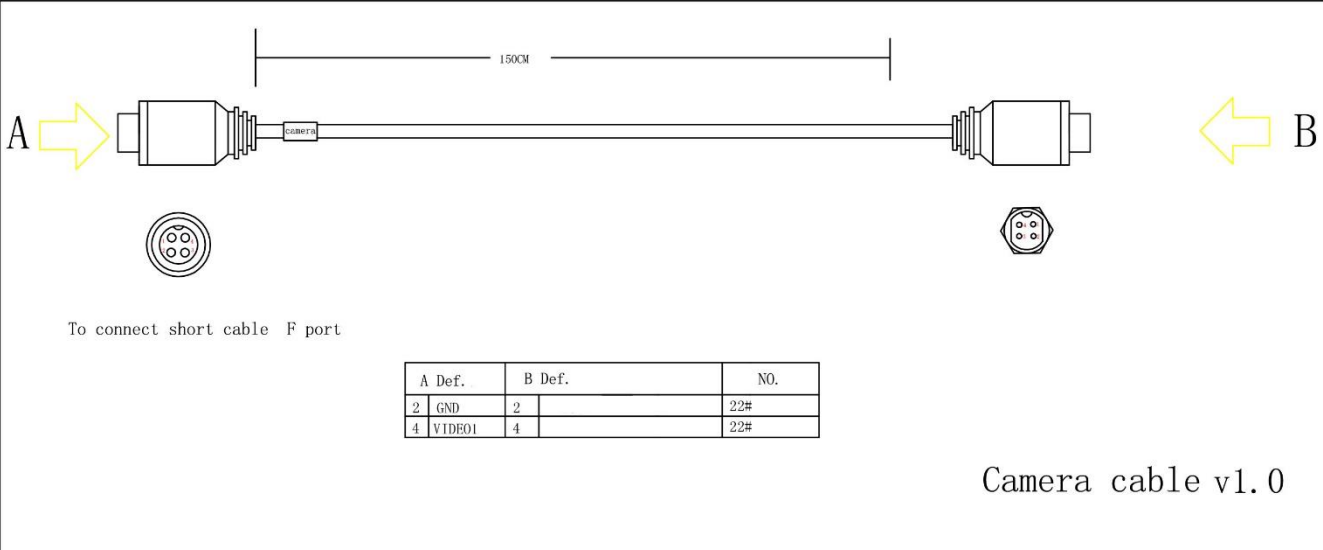 150CM
A
camera
B
To connect short cable F port
A Def. B Def. NO.
2 GND 2 22#
4 VIDEO1 4 22#
Camera cable v1.0